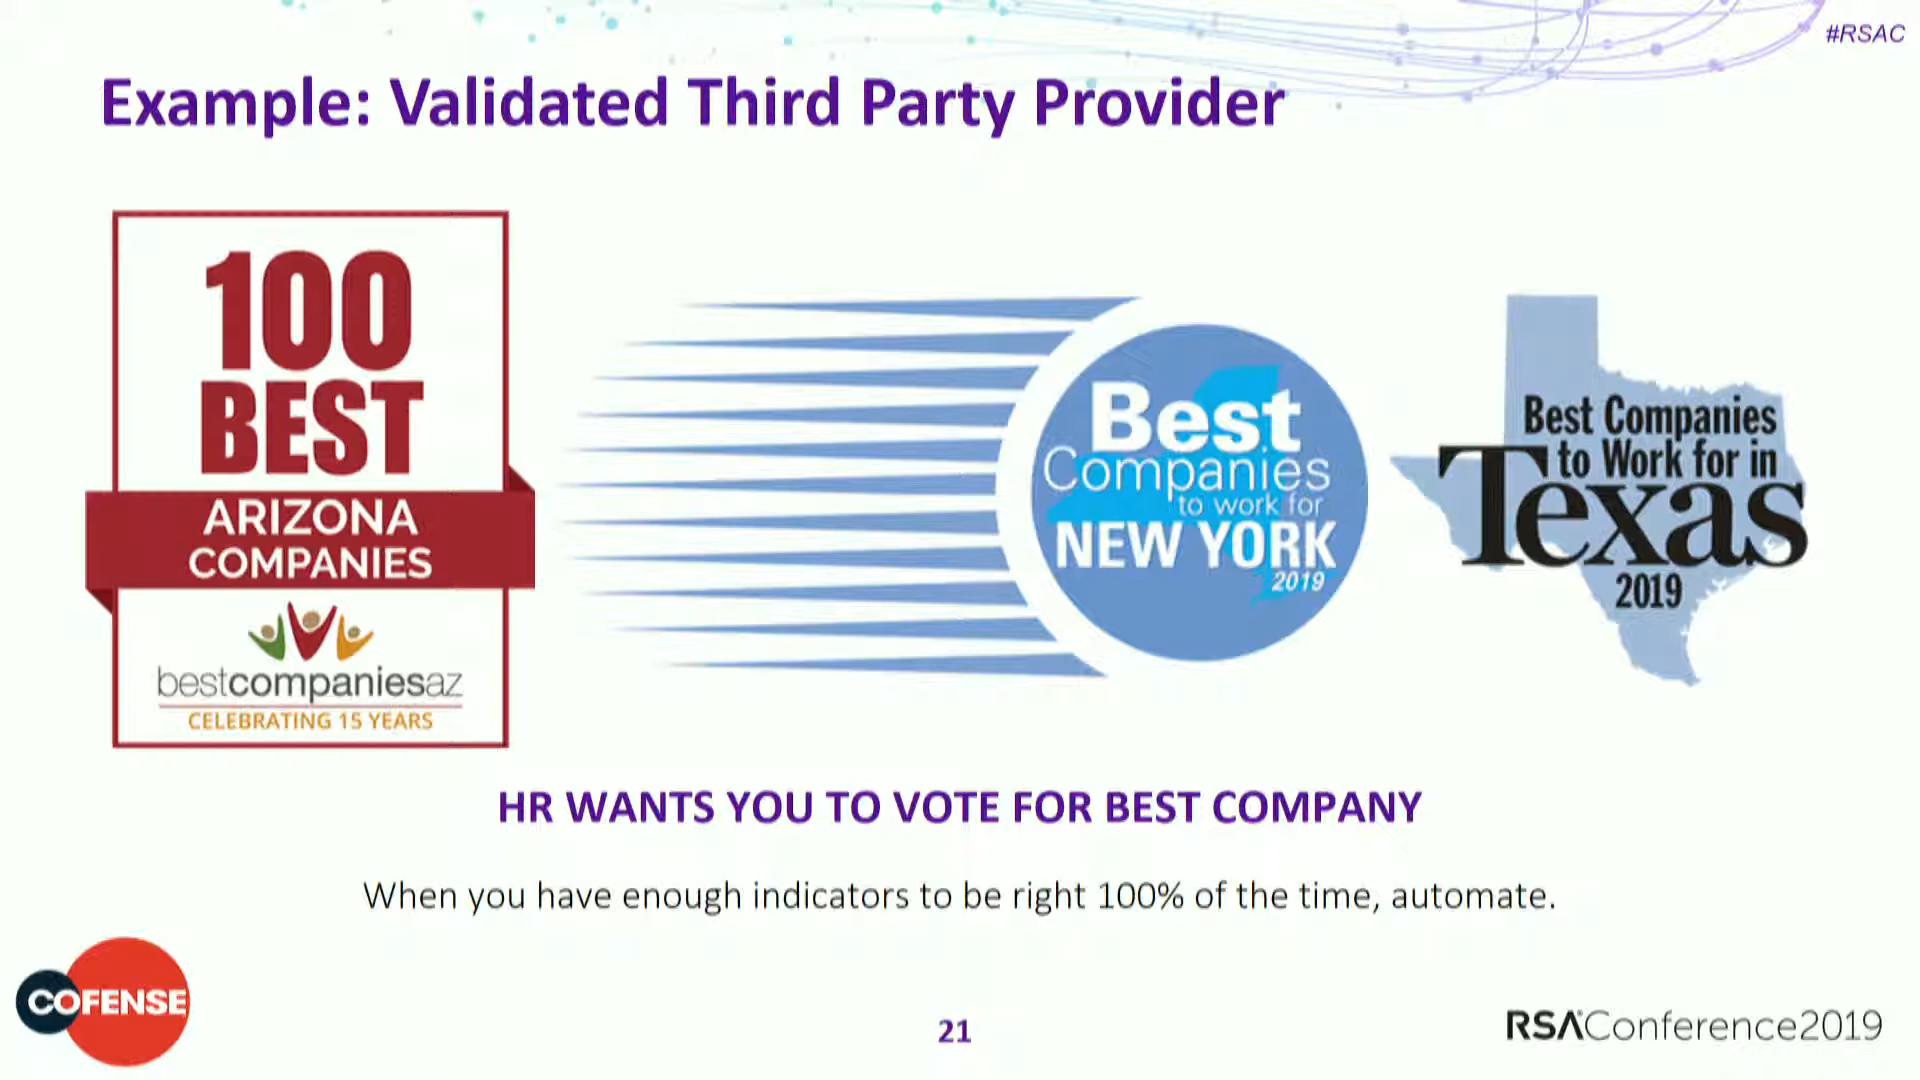 #RSAC
Example: Validated Third Party Provider
100
BEST
ARIZONA
COMPANIES
bestcompaniesaz
CELEBRATING 15 YEARS
Best
Companies
to work for
NEW YORK
2019
Best Companies
to Work for in
Texas
2019
HR WANTS YOU TO VOTE FOR BEST COMPANY
When you have enough indicators to be right 100% of the time, automate.
COFENSE
21
RSAConference2019